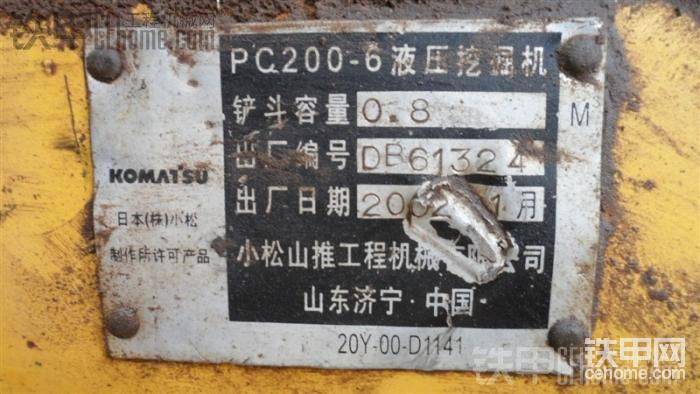 PC200-6液压挖掘机
铲斗容量 0.8 M
出厂编号 DB61324
出厂日期 2002 1月
KOMATSU
日本(株)小松
制作所许可产品
小松山推工程机械 公司
山东济宁·中国·
20Y-00-D1141
铁甲网
cehome.com